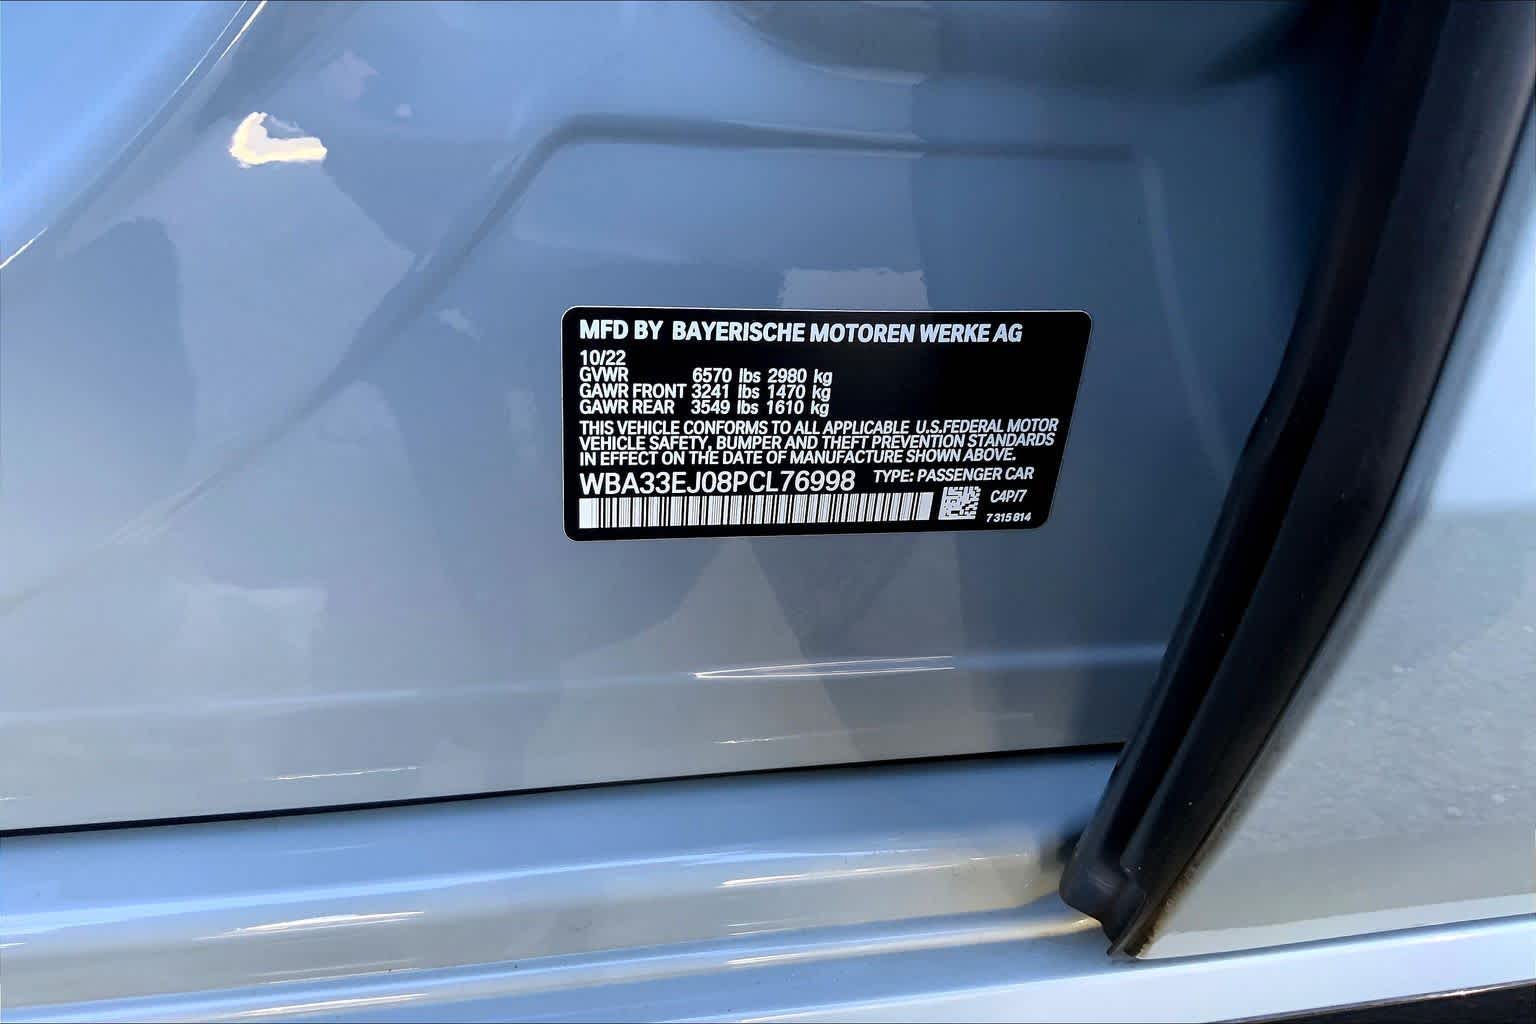 MFD BY BAYERISCHE MOTOREN WERKE AG
10/22
GVWR 6570 lbs 2980 kg
GAWR FRONT 3241 lbs 1470 kg
GAWR REAR 3549 lbs 1610 kg
THIS VEHICLE CONFORMS TO ALL APPLICABLE U.S.FEDERAL MOTOR
VEHICLE SAFETY, BUMPER AND THEFT PREVENTION STANDARDS
IN EFFECT ON THE DATE OF MANUFACTURE SHOWN ABOVE.
WBA33EJ08PCL76998 TYPE: PASSENGER CAR
C4P/7
7 315 814